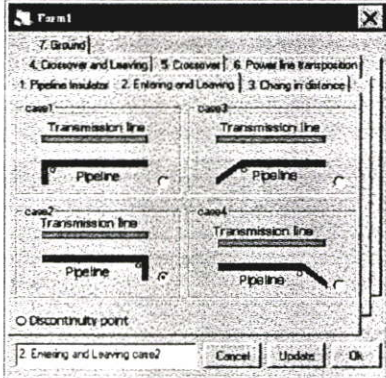 Form1
7. Ground
4. Crossover and Leaving 5. Crossover 6. Power line transposition
1. Pipeline Insulator 2. Entering and Leaving 3. Chang in distance
case1
Transmission line
Pipeline
case3
Transmission line
Pipeline
case2
Transmission line
Pipeline
case4
Transmission line
Pipeline
Discontinuity point
2. Entering and Leaving case2 Cancel Update Ok